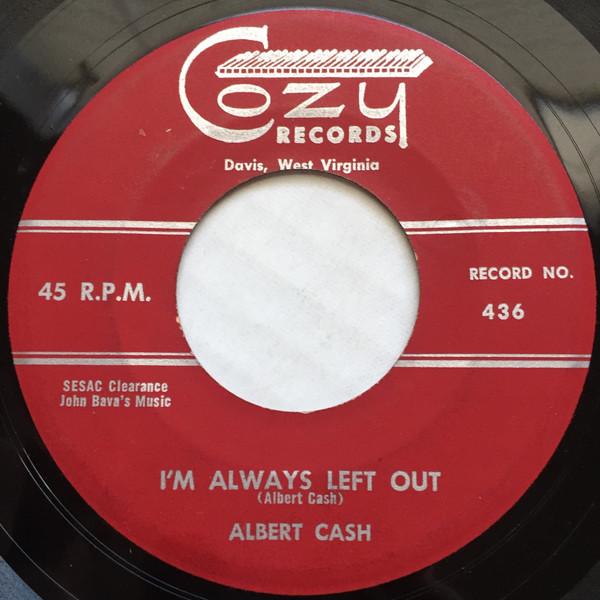 Cozy
RECORDS
Davis, West Virginia
45 R.P.M.
RECORD NO.
436
SESAC Clearance
John Bava's Music
I'M ALWAYS LEFT OUT
(Albert Cash)
ALBERT CASH